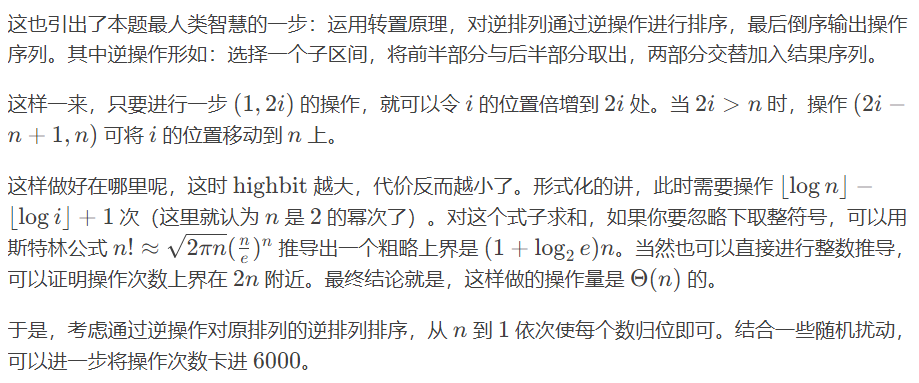 这也引出了本题最人类智慧的一步：运用转置原理，对逆排列通过逆操作进行排序，最后倒序输出操作
序列。其中逆操作形如：选择一个子区间，将前半部分与后半部分取出，两部分交替加入结果序列。
这样一来，只要进行一步 (1, 2i) 的操作，就可以令 i 的位置倍增到 2i 处。当 2i > n 时，操作 (2i −
n + 1, n) 可将 i 的位置移动到 n 上。
这样做好在哪里呢，这时 highbit 越大，代价反而越小了。形式化的讲，此时需要操作 ⌊log n⌋ −
⌊log i⌋ + 1 次（这里就认为 n 是 2 的幂次了）。对这个式子求和，如果你要忽略下取整符号，可以用
斯特林公式 n! ≈ √(2πn)(n/e)^n 推导出一个粗略上界是 (1 + log₂ e)n。当然也可以直接进行整数推导，
可以证明操作次数上界在 2n 附近。最终结论就是，这样做的操作量是 Θ(n) 的。
于是，考虑通过逆操作对原排列的逆排列排序，从 n 到 1 依次使每个数归位即可。结合一些随机扰动，
可以进一步将操作次数卡进 6000。